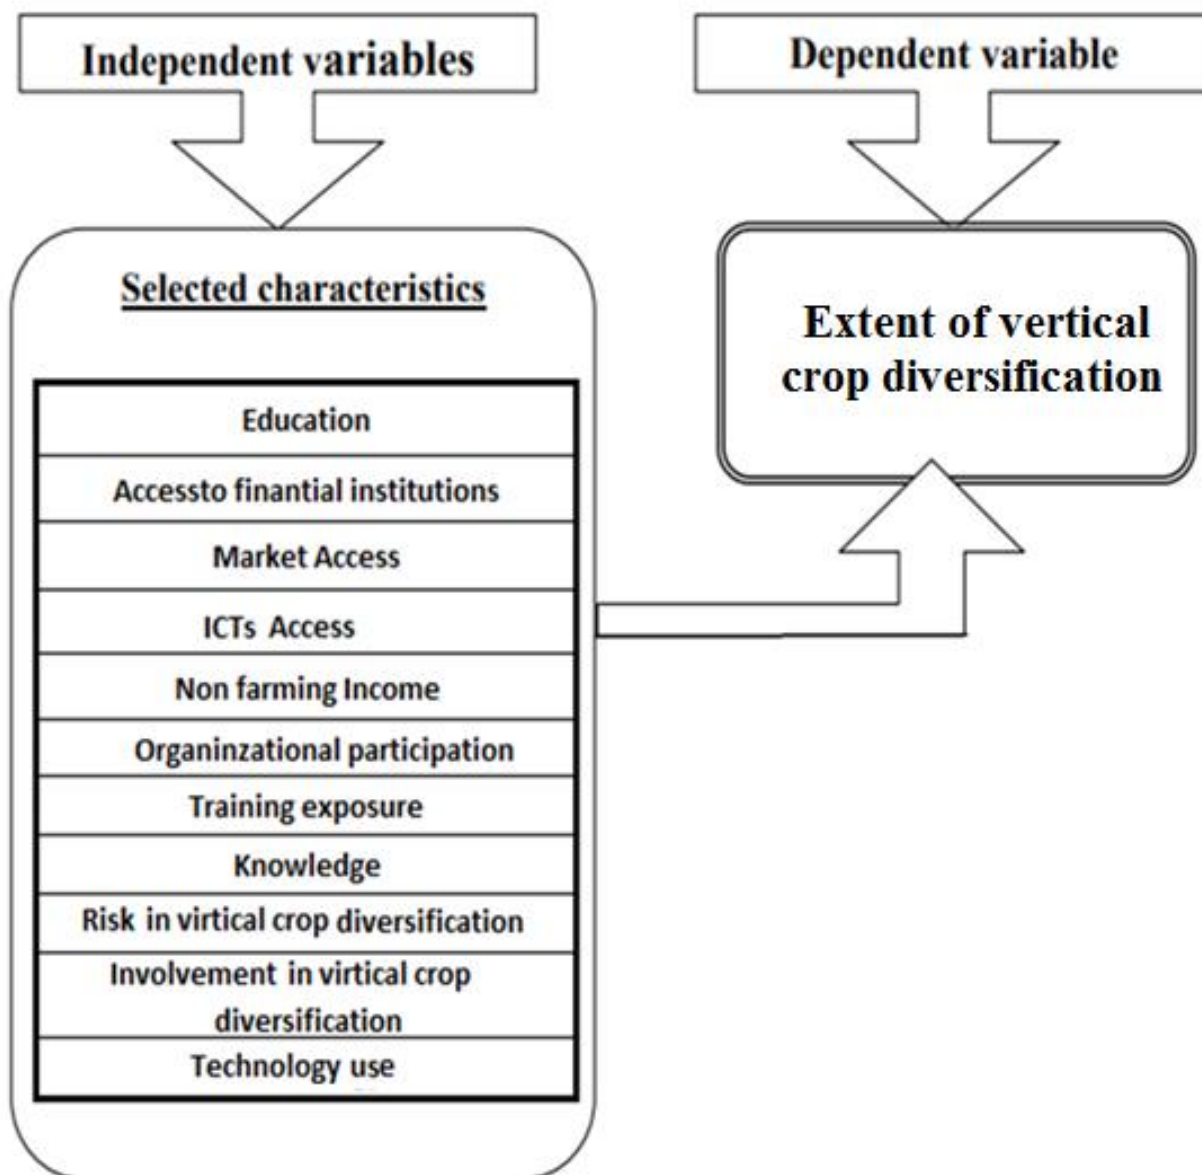 Independent variables
Dependent variable
Selected characteristics
Education
Accessto finantial institutions
Market Access
ICTs Access
Non farming Income
Organinzational participation
Training exposure
Knowledge
Risk in virtical crop diversification
Involvement in virtical crop
diversification
Technology use
Extent of vertical
crop diversification